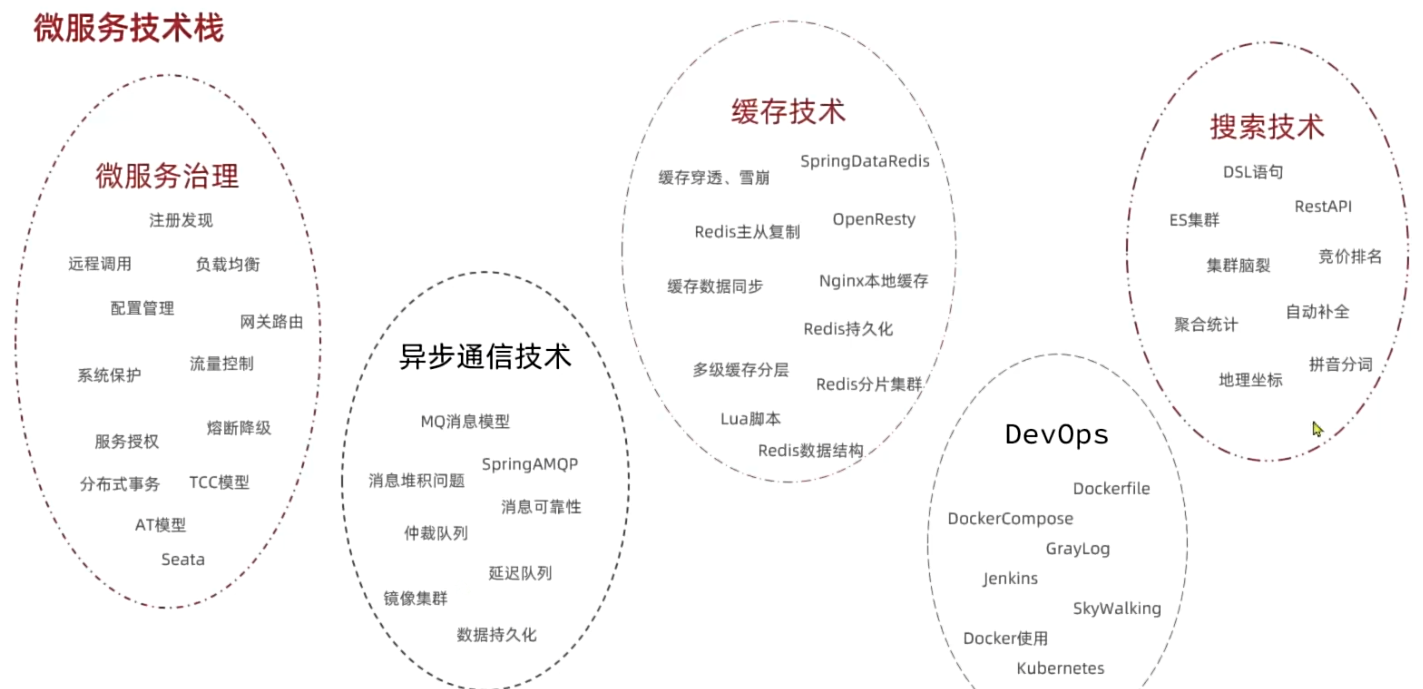 微服务技术栈
微服务治理
注册发现
远程调用
负载均衡
配置管理
网关路由
流量控制
系统保护
熔断降级
服务授权
分布式事务
TCC模型
AT模型
Seata
异步通信技术
MQ消息模型
SpringAMQP
消息堆积问题
消息可靠性
仲裁队列
延迟队列
镜像集群
数据持久化
缓存技术
SpringDataRedis
缓存穿透、雪崩
OpenResty
Redis主从复制
Nginx本地缓存
缓存数据同步
Redis持久化
多级缓存分层
Redis分片集群
Lua脚本
Redis数据结构
DevOps
Dockerfile
DockerCompose
GrayLog
Jenkins
SkyWalking
Docker使用
Kubernetes
搜索技术
DSL语句
RestAPI
ES集群
竞价排名
集群脑裂
自动补全
聚合统计
拼音分词
地理坐标